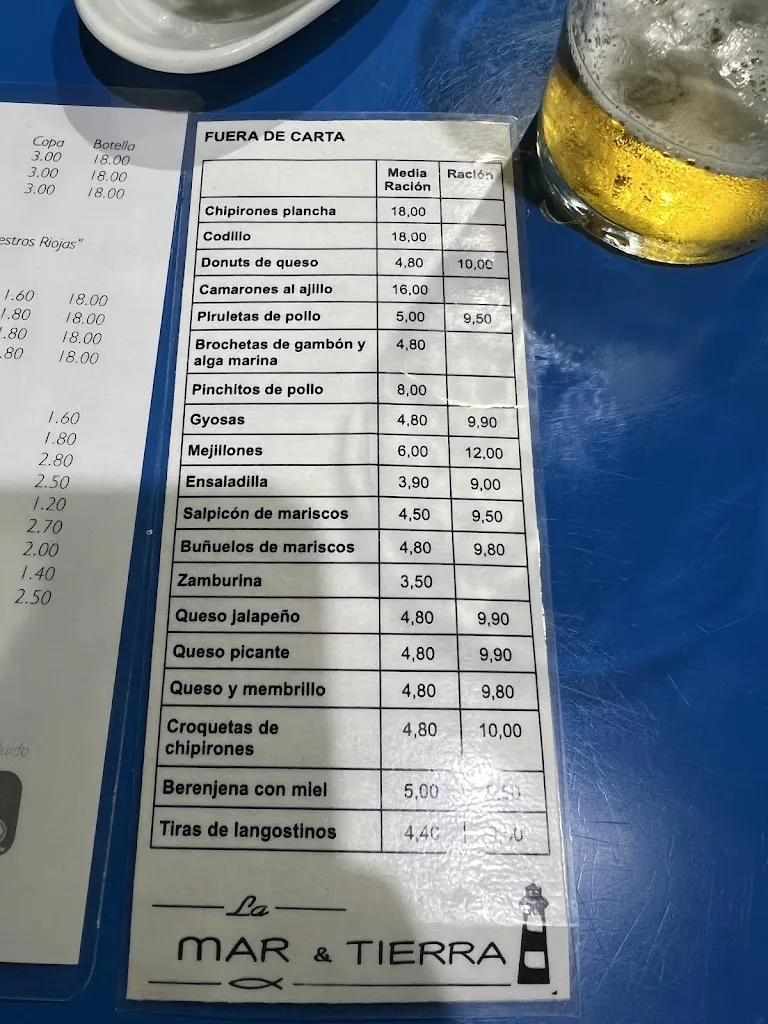 Copa Botella
3.00 18.00
3.00 18.00
3.00 18.00
estros Riojas"
1.60 18.00
1.80 18.00
.80 18.00
.80 18.00
1.60
1.80
2.80
2.50
1.20
2.70
2.00
1.40
2.50
FUERA DE CARTA
Media Ración
Ración
Chipirones plancha 18,00
Codillo 18,00
Donuts de queso 4,80 10,00
Camarones al ajillo 16,00
Piruletas de pollo 5,00 9,50
Brochetas de gambón y 4,80
alga marina
Pinchitos de pollo 8,00
Gyosas 4,80 9,90
Mejillones 6,00 12,00
Ensaladilla 3,90 9,00
Salpicón de mariscos 4,50 9,50
Buñuelos de mariscos 4,80 9,80
Zamburina 3,50
Queso jalapeño 4,80 9,90
Queso picante 4,80 9,90
Queso y membrillo 4,80 9,80
Croquetas de 4,80 10,00
chipirones
Berenjena con miel 5,00
Tiras de langostinos 4,40
La
MAR & TIERRA